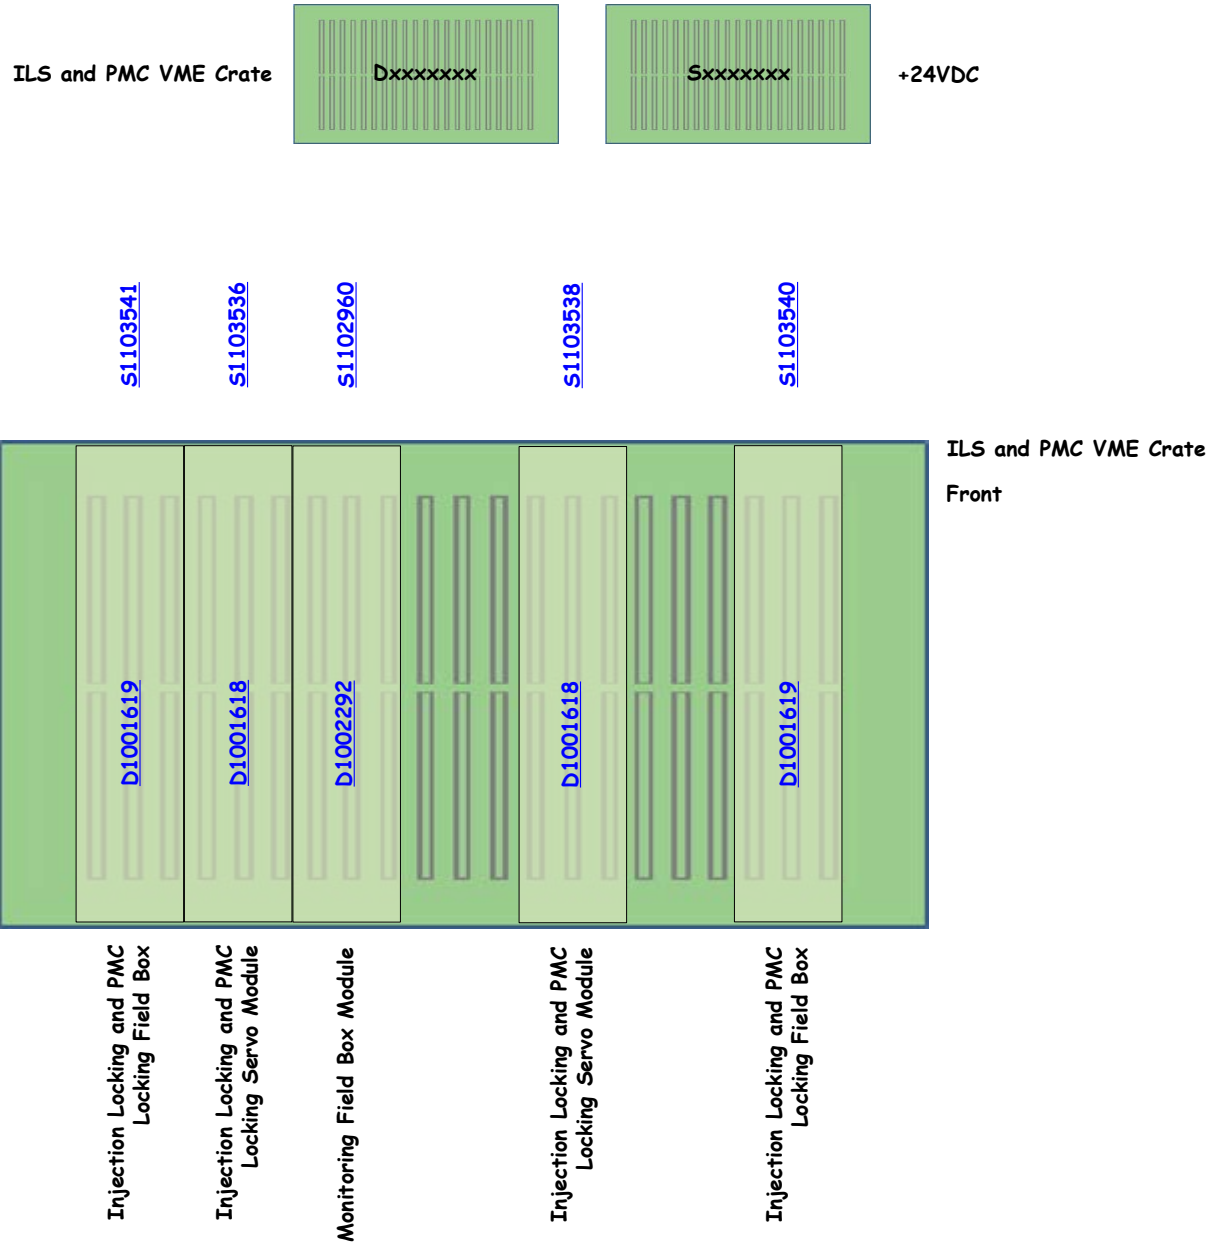 ILS and PMC VME Crate
Dxxxxxxx
Sxxxxxxx
+24VDC
S1103541
S1103536
S1102960
S1103538
S1103540
ILS and PMC VME Crate
Front
D1001619
D1001618
D1002292
D1001618
D1001619
Injection Locking and PMC
Locking Field Box
Injection Locking and PMC
Locking Servo Module
Monitoring Field Box Module
Injection Locking and PMC
Locking Servo Module
Injection Locking and PMC
Locking Field Box